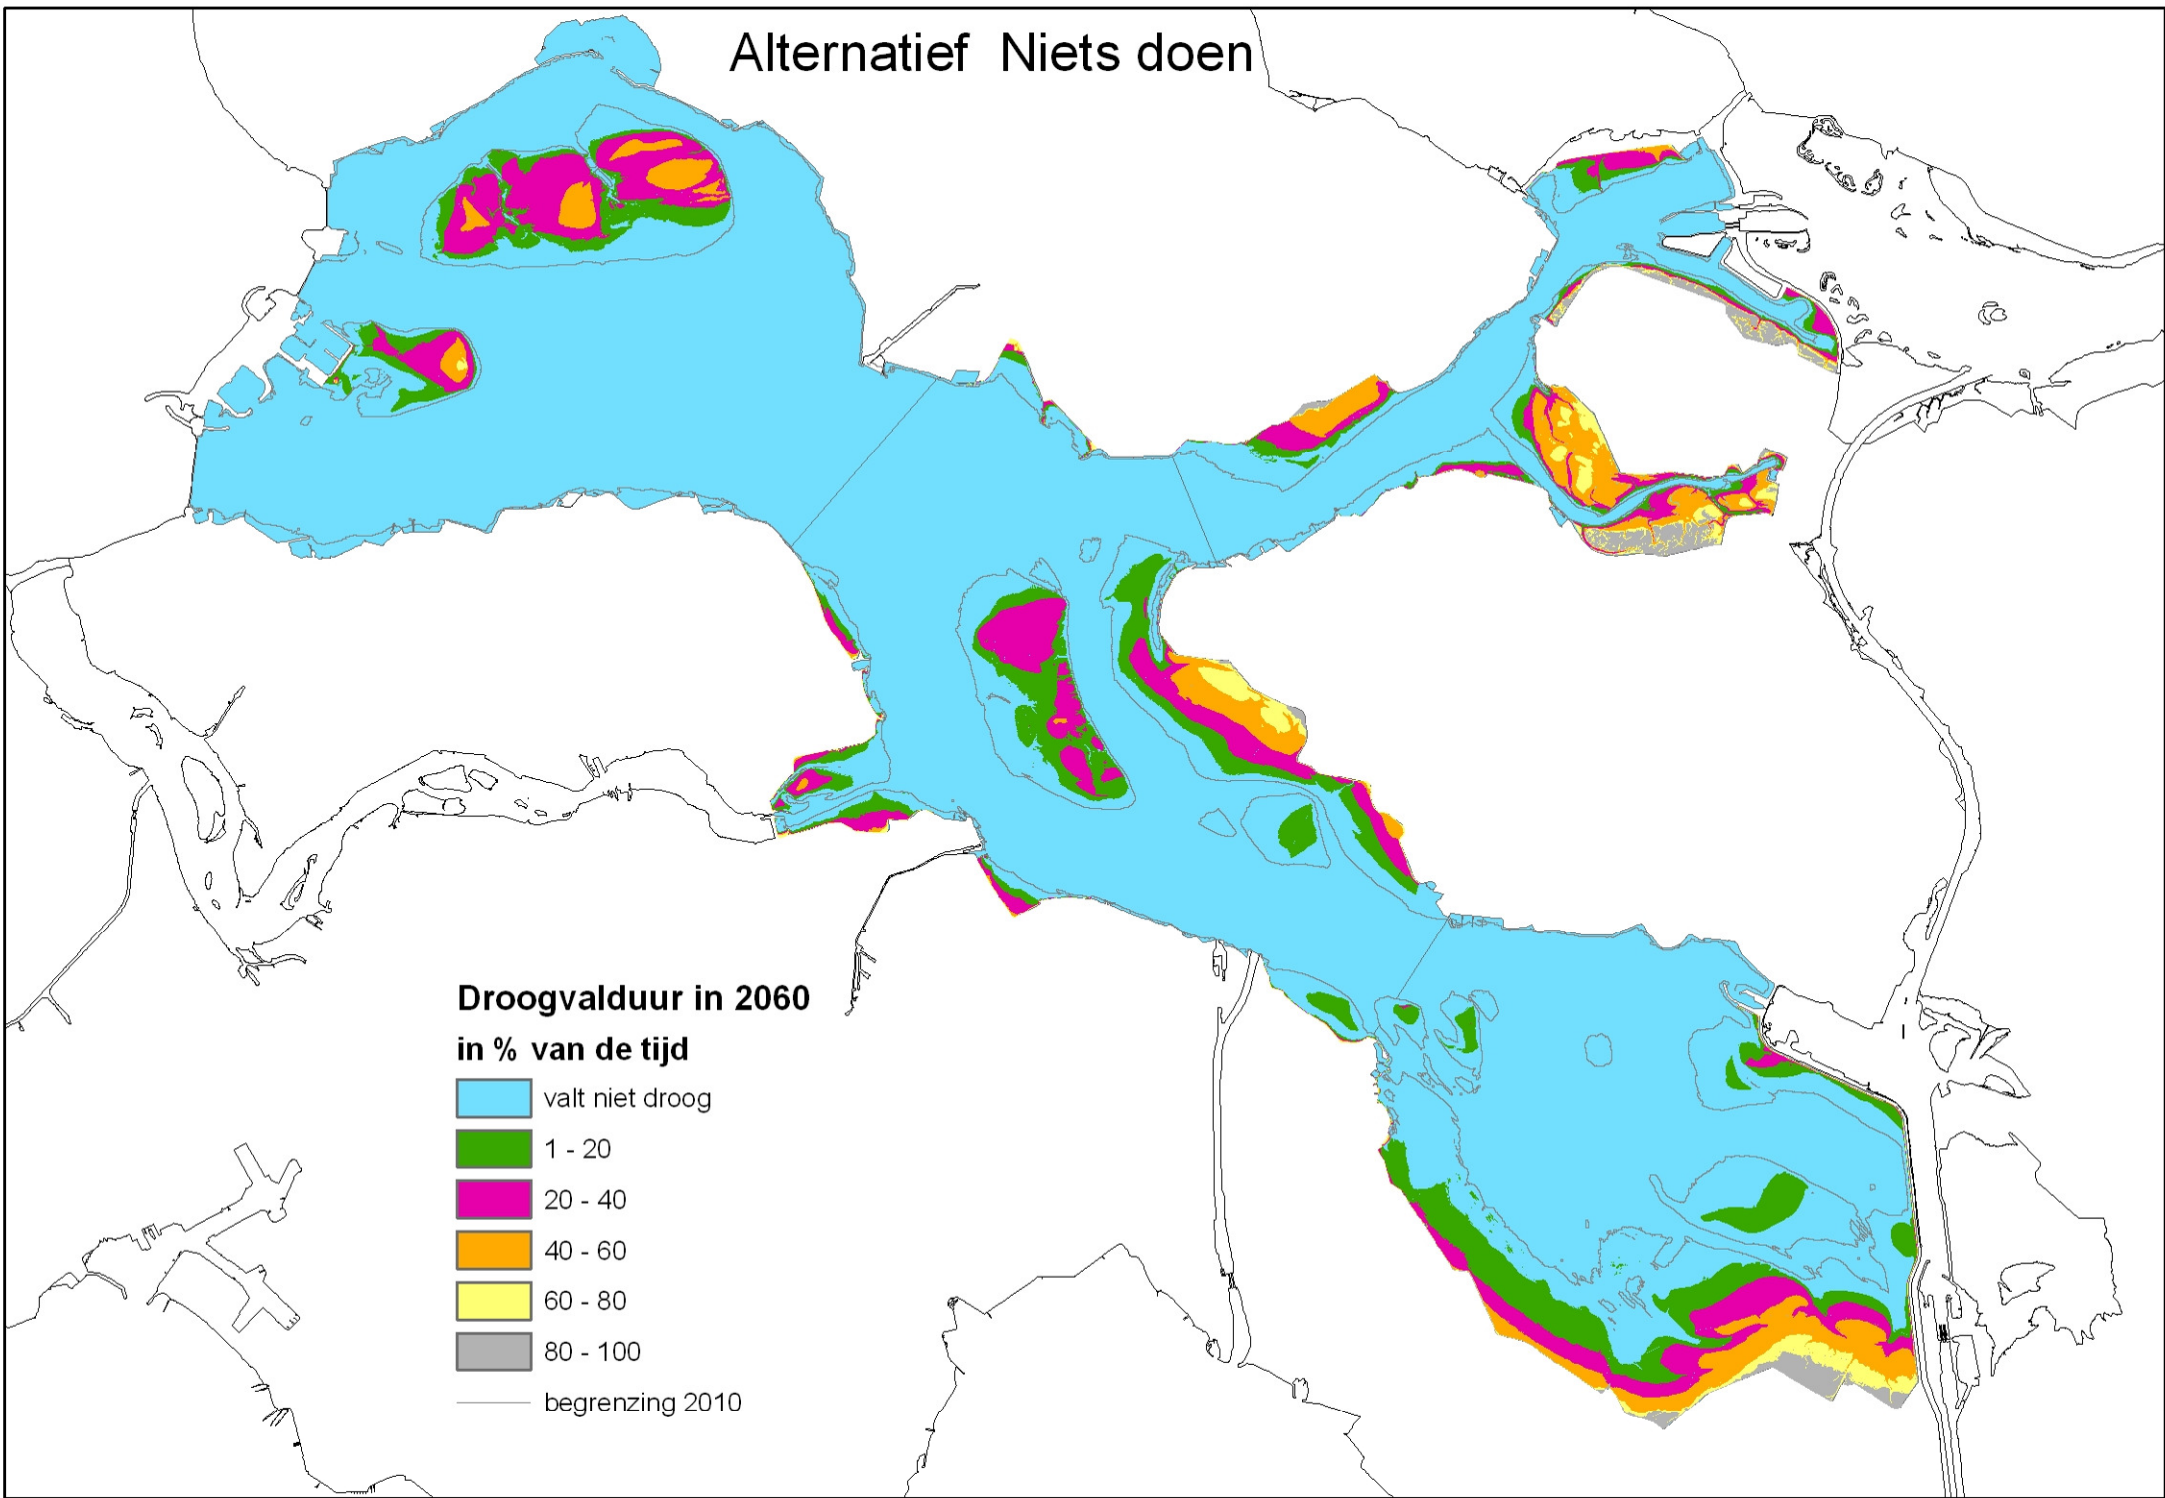 Alternatief Niets doen
Droogvalduur in 2060
in % van de tijd
valt niet droog
1 - 20
20 - 40
40 - 60
60 - 80
80 - 100
begrenzing 2010